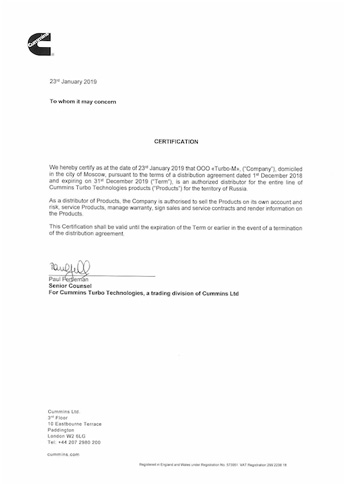 Cummins
23rd January 2019
To whom it may concern
CERTIFICATION
We hereby certify as at the date of 23rd January 2019 that OOO «Turbo-M», ("Company"), domiciled
in the city of Moscow, pursuant to the terms of a distribution agreement dated 1st December 2018
and expiring on 31st December 2019 ("Term"), is an authorized distributor for the entire line of
Cummins Turbo Technologies products ("Products") for the territory of Russia.
As a distributor of Products, the Company is authorised to sell the Products on its own account and
risk, service Products, manage warranty, sign sales and service contracts and render information on
the Products.
This Certification shall be valid until the expiration of the Term or earlier in the event of a termination
of the distribution agreement.
Paul
Senior Counsel
For Cummins Turbo Technologies, a trading division of Cummins Ltd
Cummins Ltd.
3rd Floor
10 Eastbourne Terrace
Paddington
London W2 6LG
Tel: +44 207 2980 200
cummins.com
Registered in England and Wales under Registration No. VAT Registration